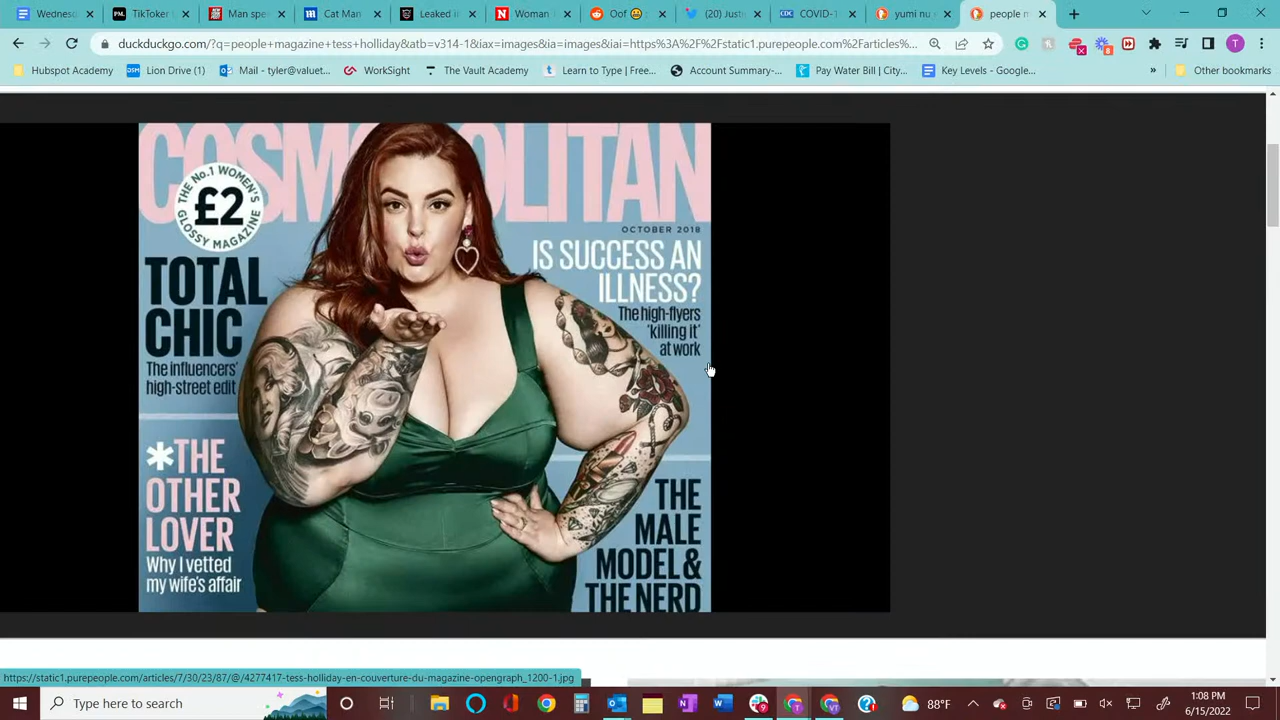 Wednes
TikToker
Man spe
Cat Man
Leaked i
Woman
Oof
(20) Juste
COVID-1
yumi nu
people m
duckduckgo.com/?q=people+magazine+tess+holliday&atb=v314-1&iax=images&ia=images&iai=https%3A%2F%2Fstatic1.purepeople.com%2Farticles%...
Hubspot Academy
Lion Drive (1)
Mail - tyler@valuet...
WorkSight
The Vault Academy
Learn to Type | Free...
Account Summary-...
Pay Water Bill | City...
Key Levels - Google...
»
Other bookmarks
COSMOPOLITAN
THE No.1 WOMEN'S
£2
GLOSSY MAGAZINE
OCTOBER 2018
IS SUCCESS AN
ILLNESS?
The high-flyers
'killing it'
at work
TOTAL
CHIC
The influencers'
high-street edit
*THE
OTHER
LOVER
Why I vetted
my wife's affair
THE
MALE
MODEL &
THE NERD
https://static1.purepeople.com/articles/7/30/23/87/@/4277417-tess-holliday-en-couverture-du-magazine-opengraph_1200-1.jpg
Type here to search
88°F
1:08 PM
6/15/2022